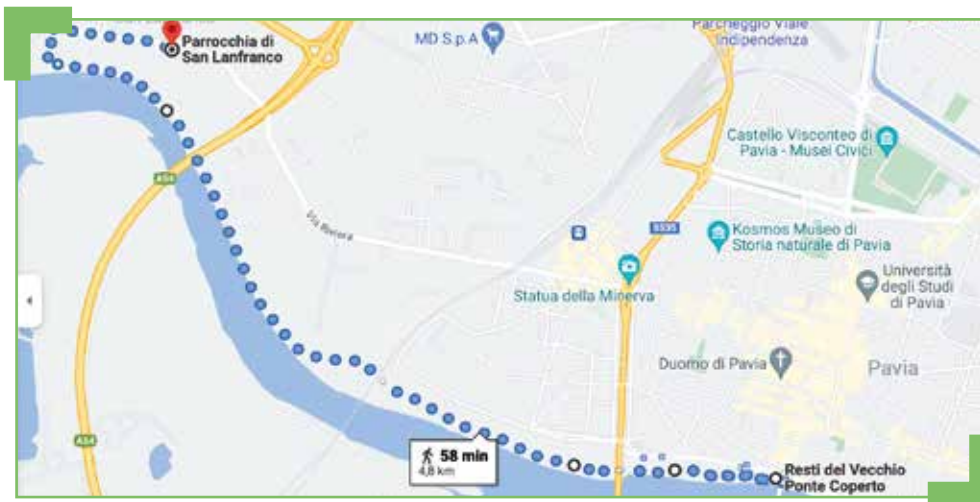 Parcheggio Viale
Indipendenza
MD S.p.A
Parrocchia di
San Lanfranco
Castello Visconteo di
Pavia - Musei Civici
A54
Via Riviera
SS35
Kosmos Museo di
Storia naturale di Pavia
Statua della Minerva
Università
degli Studi
di Pavia
Duomo di Pavia
Pavia
A54
58 min
4,8 km
Resti del Vecchio
Ponte Coperto